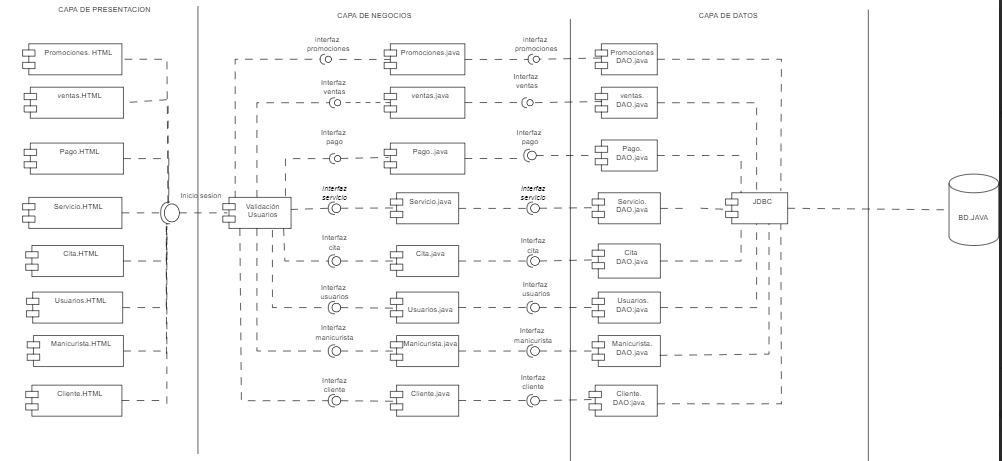 CAPA DE PRESENTACION
CAPA DE NEGOCIOS
CAPA DE DATOS
Promociones. HTML
interfaz
promociones
Promociones.java
interfaz
promociones
Promociones
DAO.java
ventas.HTML
Interfaz
ventas
ventas.java
Interfaz
ventas
ventas.
DAO.java
Pago.HTML
Interfaz
pago
Pago..java
Interfaz
pago
Pago.
DAO.java
Inicio sesion
Servicio.HTML
Validación
Usuarios
Interfaz
servicio
Servicio.java
Interfaz
servicio
Servicio.
DAO.java
JDBC
BD.JAVA
Cita.HTML
Interfaz
cita
Cita.java
Interfaz
cita
Cita
DAO.java
Usuarios.HTML
Interfaz
usuarios
Usuarios.java
Interfaz
usuarios
Usuarios.
DAO.java
Manicurista.HTML
Interfaz
manicurista
Manicurista.java
Interfaz
manicurista
Manicurista.
DAO.java
Cliente.HTML
Interfaz
cliente
Cliente.java
Interfaz
cliente
Cliente.
DAO.java